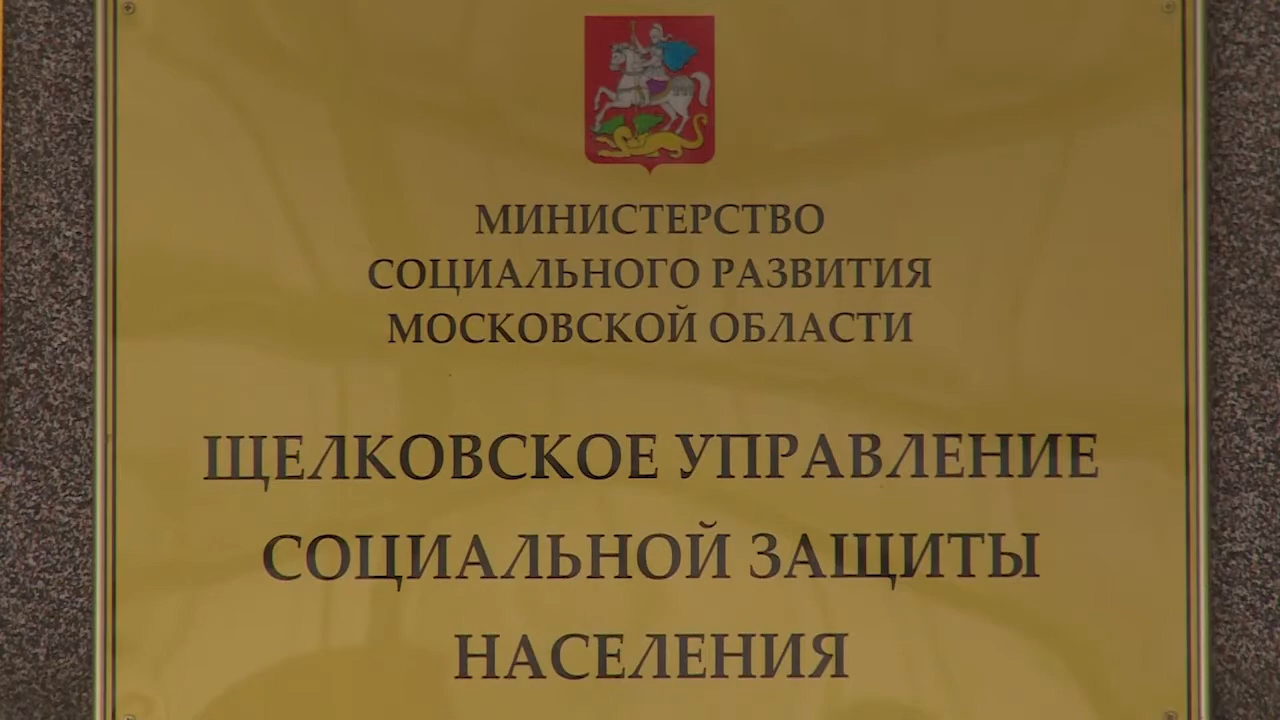 МИНИСТЕРСТВО
СОЦИАЛЬНОГО РАЗВИТИЯ
МОСКОВСКОЙ ОБЛАСТИ
ЩЕЛКОВСКОЕ УПРАВЛЕНИЕ
СОЦИАЛЬНОЙ ЗАЩИТЫ
НАСЕЛЕНИЯ